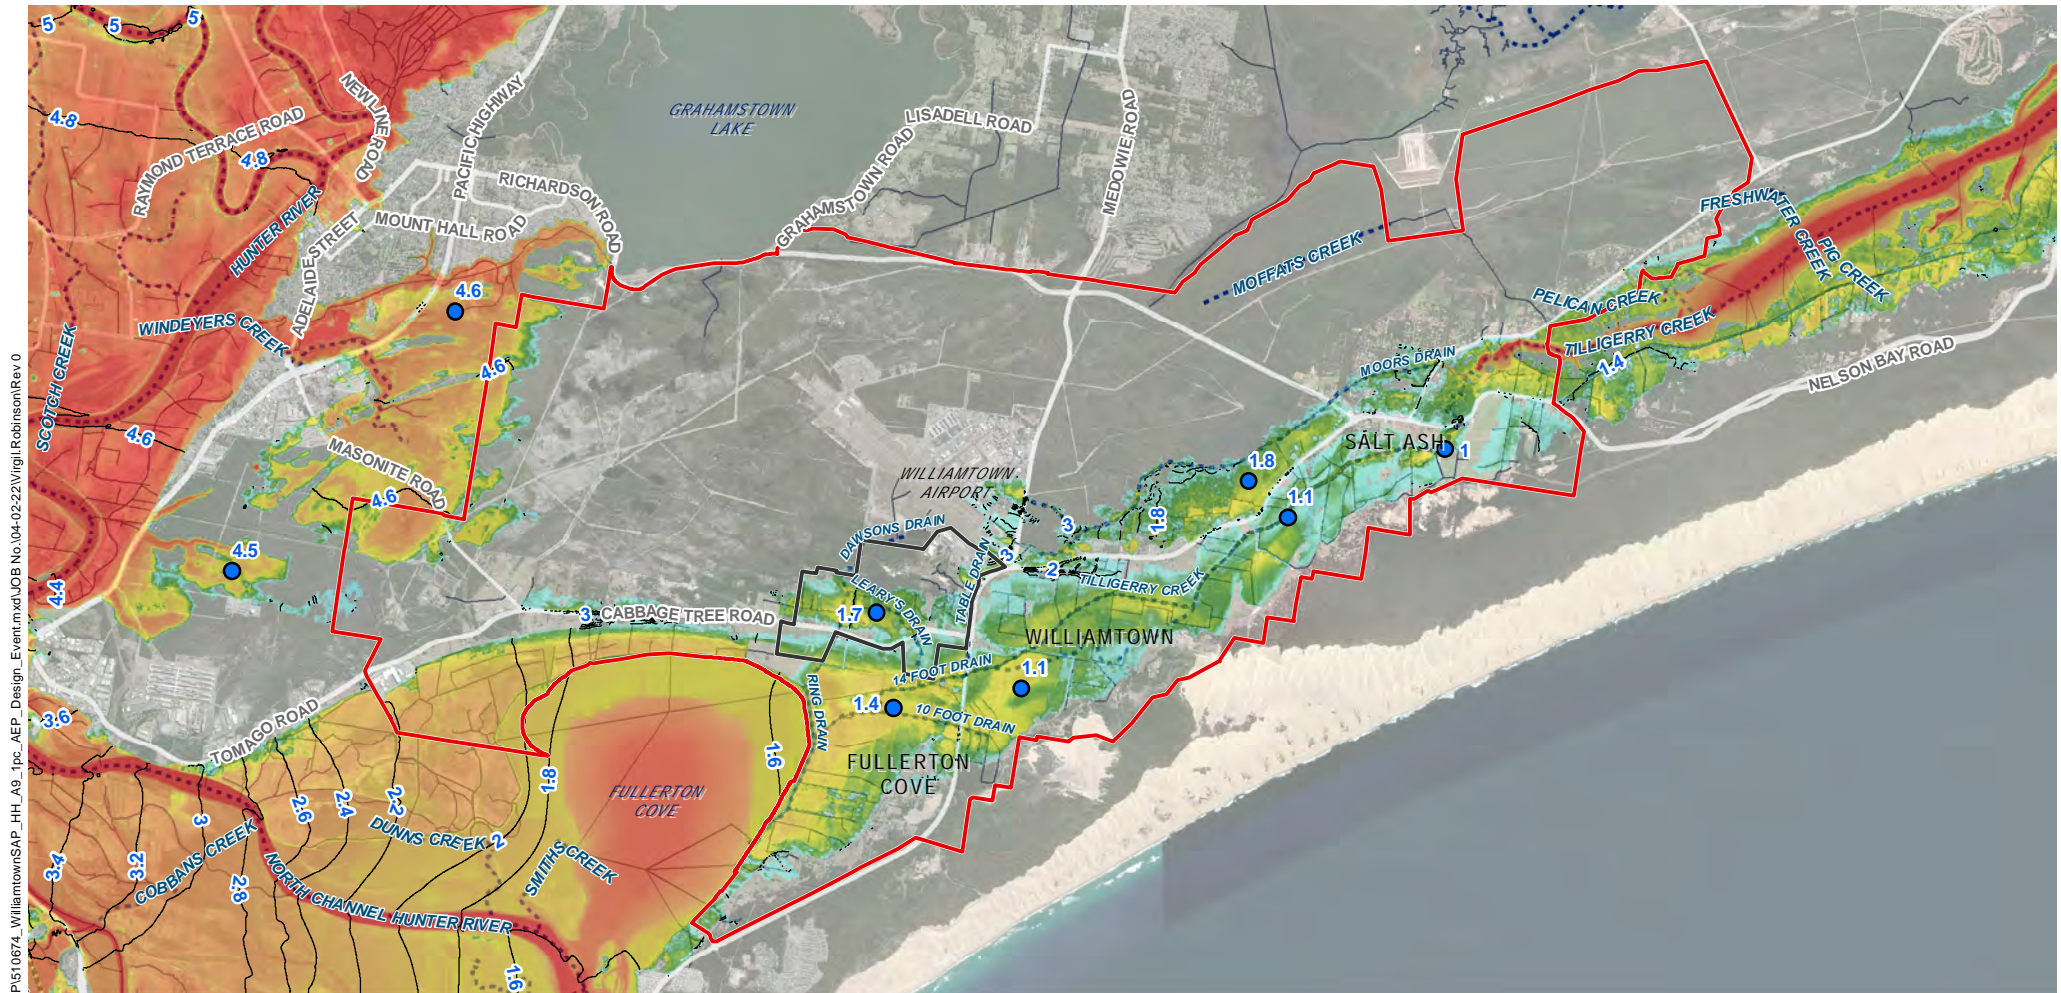 5
5
5
NEWLINE ROAD
PACIFIC HIGHWAY
4.8
RAYMOND TERRACE ROAD
4.8
HUNTER RIVER
RICHARDSON ROAD
MOUNT HALL ROAD
ADELAIDE STREET
GRAHAMSTOWN
LAKE
LISADELL ROAD
GRAHAMSTOWN ROAD
MEDOWIE ROAD
MOFFATS CREEK
FRESHWATER CREEK
PIG CREEK
PELICAN CREEK
TILLIGERRY CREEK
1.4
NELSON BAY ROAD
4.6
WINDEYERS CREEK
SCOTCH CREEK
4.6
4.6
MASONITE ROAD
4.6
4.5
4.4
MOORS DRAIN
SALT ASH
1
1.8
1.1
1.8
WILLIAMTOWN
AIRPORT
3
3
2
DAWSONS DRAIN
TABLE DRAIN
LEARY'S DRAIN
1.7
TILLIGERRY CREEK
3
CABBAGE TREE ROAD
WILLIAMTOWN
14 FOOT DRAIN
1.1
1.4
10 FOOT DRAIN
RING DRAIN
FULLERTON
COVE
1.6
1.8
FULLERTON
COVE
TOMAGO ROAD
3.6
3.4
3.2
3
2.8
2.6
2.4
2.2
2
COBBANS CREEK
DUNNS CREEK
SMITHS CREEK
NORTH CHANNEL HUNTER RIVER
1.6
P\510674_WilliamtownSAP_HH_A9_1pc_AEP_Design_Event.mxd\JOB No.\04-02-22\Virgil.Robinson\Rev 0